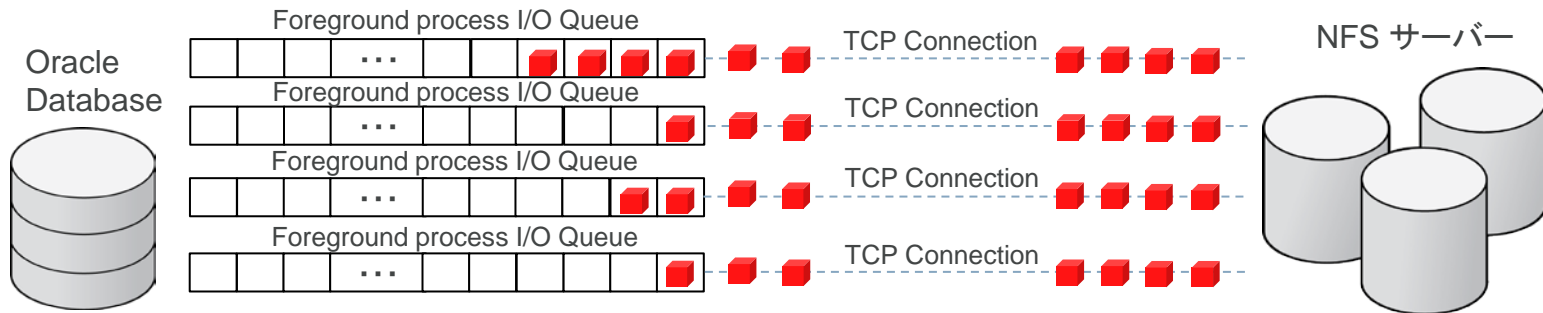 Foreground process I/O Queue
Oracle
Database
...
TCP Connection
NFS サーバー
Foreground process I/O Queue
...
TCP Connection
Foreground process I/O Queue
...
TCP Connection
Foreground process I/O Queue
...
TCP Connection